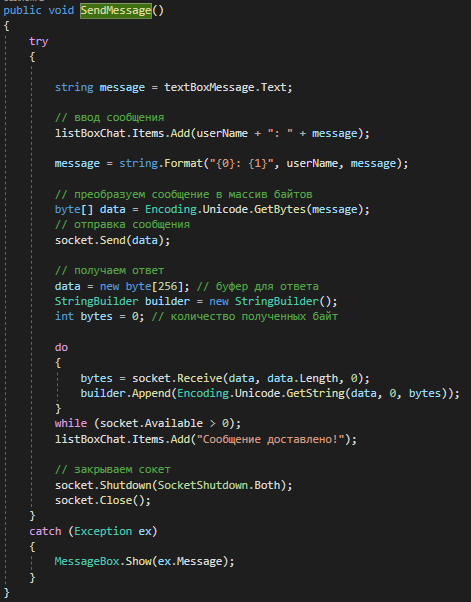 public void SendMessage()
{
try
{
string message = textBoxMessage.Text;
// ввод сообщения
listBoxChat.Items.Add(userName + ": " + message);
message = string.Format("{0}: {1}", userName, message);
// преобразуем сообщение в массив байтов
byte[] data = Encoding.Unicode.GetBytes(message);
// отправка сообщения
socket.Send(data);
// получаем ответ
data = new byte[256]; // буфер для ответа
StringBuilder builder = new StringBuilder();
int bytes = 0; // количество полученных байт
do
{
bytes = socket.Receive(data, data.Length, 0);
builder.Append(Encoding.Unicode.GetString(data, 0, bytes));
}
while (socket.Available > 0);
listBoxChat.Items.Add("Сообщение доставлено!");
// закрываем сокет
socket.Shutdown(SocketShutdown.Both);
socket.Close();
}
catch (Exception ex)
{
MessageBox.Show(ex.Message);
}
}